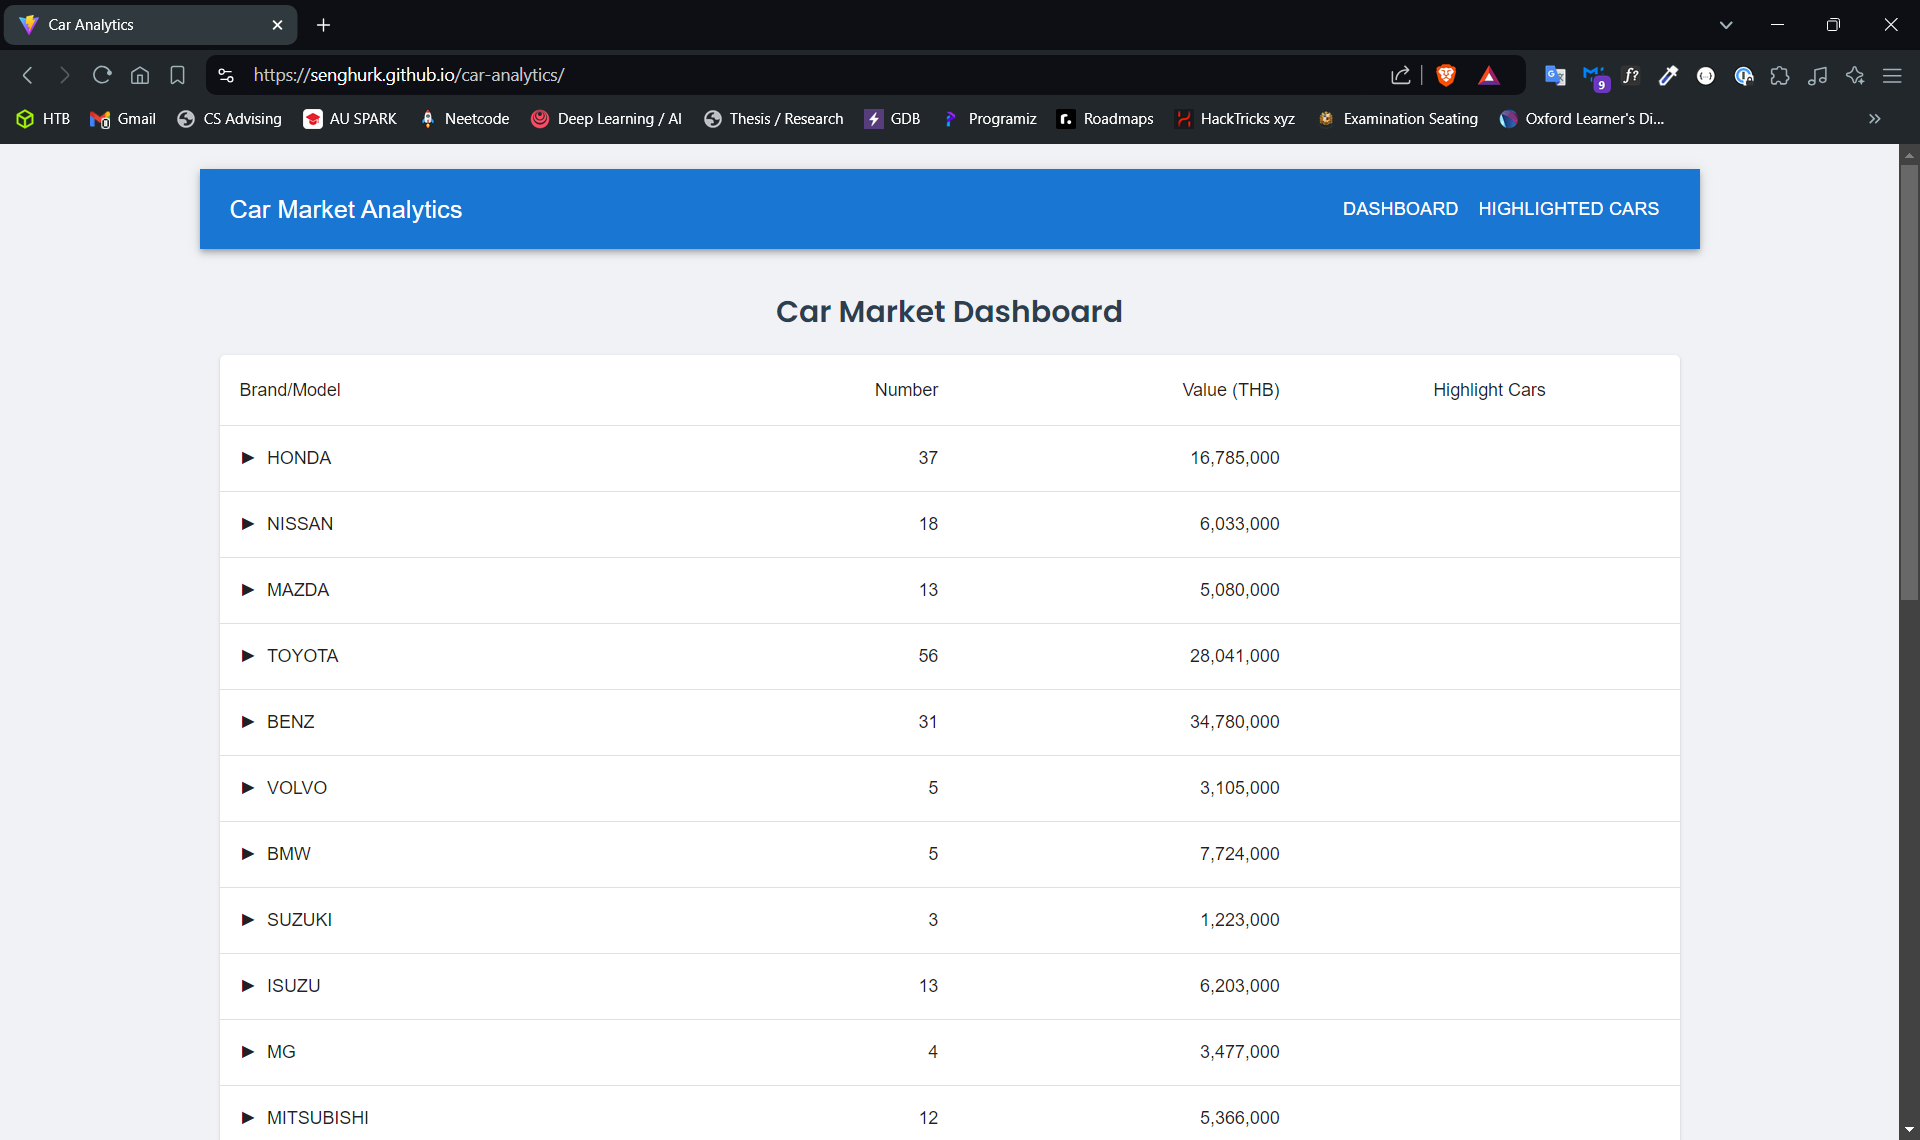 Car Analytics
https://senghurk.github.io/car-analytics/
9
f?
HTB Gmail CS Advising AU SPARK Neetcode Deep Learning / AI Thesis / Research GDB Programiz Roadmaps HackTricks xyz Examination Seating Oxford Learner's Di...
Car Market Analytics DASHBOARD HIGHLIGHTED CARS
Car Market Dashboard
Brand/Model Number Value (THB) Highlight Cars
HONDA 37 16,785,000
NISSAN 18 6,033,000
MAZDA 13 5,080,000
TOYOTA 56 28,041,000
BENZ 31 34,780,000
VOLVO 5 3,105,000
BMW 5 7,724,000
SUZUKI 3 1,223,000
ISUZU 13 6,203,000
MG 4 3,477,000
MITSUBISHI 12 5,366,000